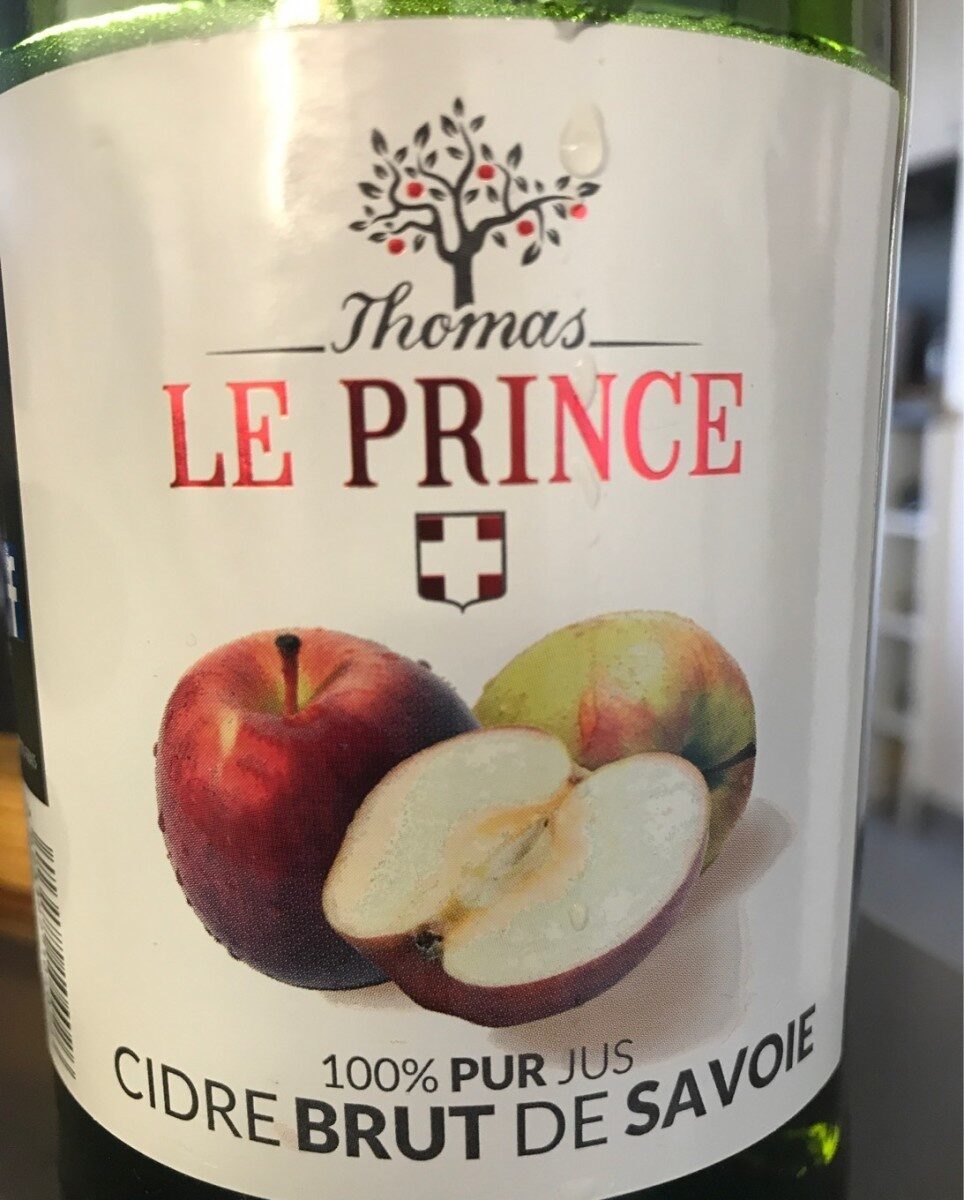 Thomas
LE PRINCE
100% PUR JUS
CIDRE BRUT DE SAVOIE